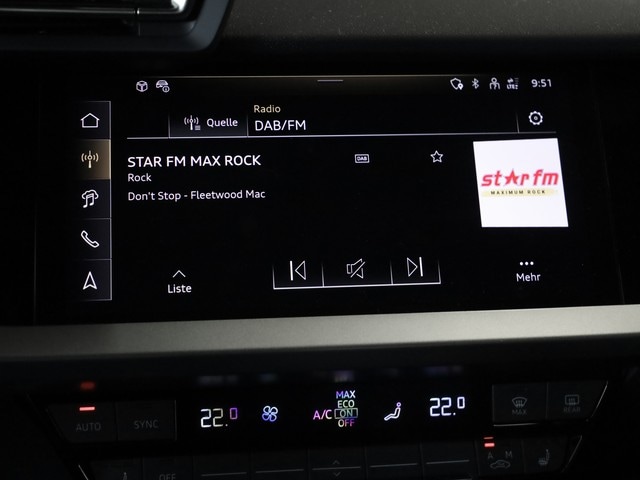 9:51
LTE
Quelle
Radio
DAB/FM
STAR FM MAX ROCK
DAB
Rock
Don't Stop - Fleetwood Mac
star fm
MAXIMUM ROCK
Liste
Mehr
AUTO
SYNC
22.0
A/C
MAX
ECO
ON
OFF
22.0
MAX
REAR
OFF
A M